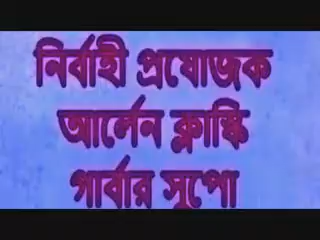 নির্বাহী প্রযোজক
আর্লেন ক্লাস্কি
গার্বার সুপো